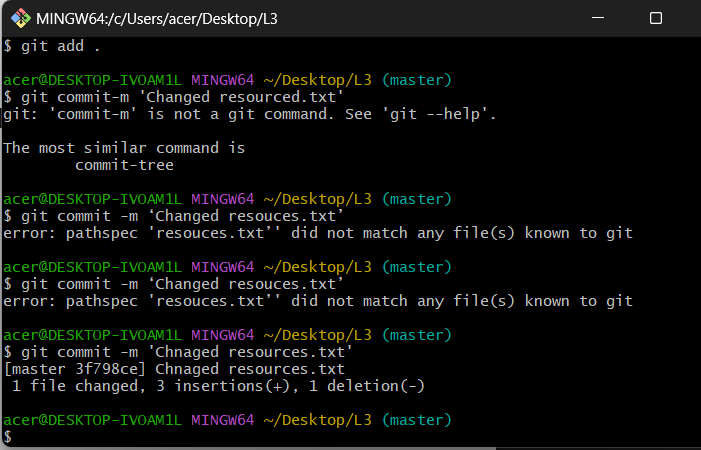 MINGW64:/c/Users/acer/Desktop/L3
$ git add .
acer@DESKTOP-IVOAM1L MINGW64 ~/Desktop/L3 (master)
$ git commit-m 'Changed resourced.txt'
git: 'commit-m' is not a git command. See 'git --help'.
The most similar command is
commit-tree
acer@DESKTOP-IVOAM1L MINGW64 ~/Desktop/L3 (master)
$ git commit -m ‘Changed resouces.txt’
error: pathspec 'resouces.txt’' did not match any file(s) known to git
acer@DESKTOP-IVOAM1L MINGW64 ~/Desktop/L3 (master)
$ git commit -m ‘Changed resouces.txt’
error: pathspec 'resouces.txt’' did not match any file(s) known to git
acer@DESKTOP-IVOAM1L MINGW64 ~/Desktop/L3 (master)
$ git commit -m 'Chnaged resources.txt'
[master 3f798ce] Chnaged resources.txt
1 file changed, 3 insertions(+), 1 deletion(-)
acer@DESKTOP-IVOAM1L MINGW64 ~/Desktop/L3 (master)
$